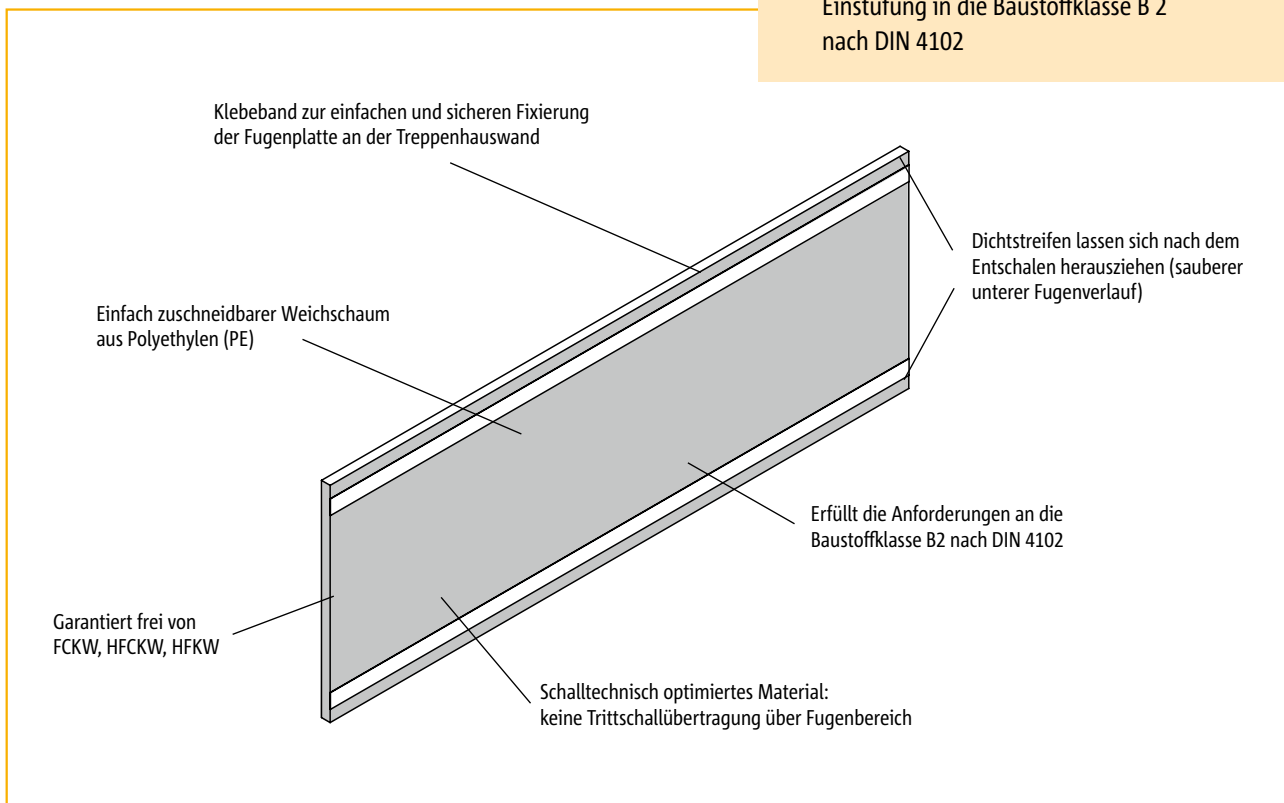 Einstufung in die Baustoffklasse B 2
nach DIN 4102
Klebeband zur einfachen und sicheren Fixierung
der Fugenplatte an der Treppenhauswand
Dichtstreifen lassen sich nach dem
Entschalen herausziehen (sauberer
unterer Fugenverlauf)
Einfach zuschneidbarer Weichschaum
aus Polyethylen (PE)
Erfüllt die Anforderungen an die
Baustoffklasse B2 nach DIN 4102
Garantiert frei von
FCKW, HFCKW, HFKW
Schalltechnisch optimiertes Material:
keine Trittschallübertragung über Fugenbereich